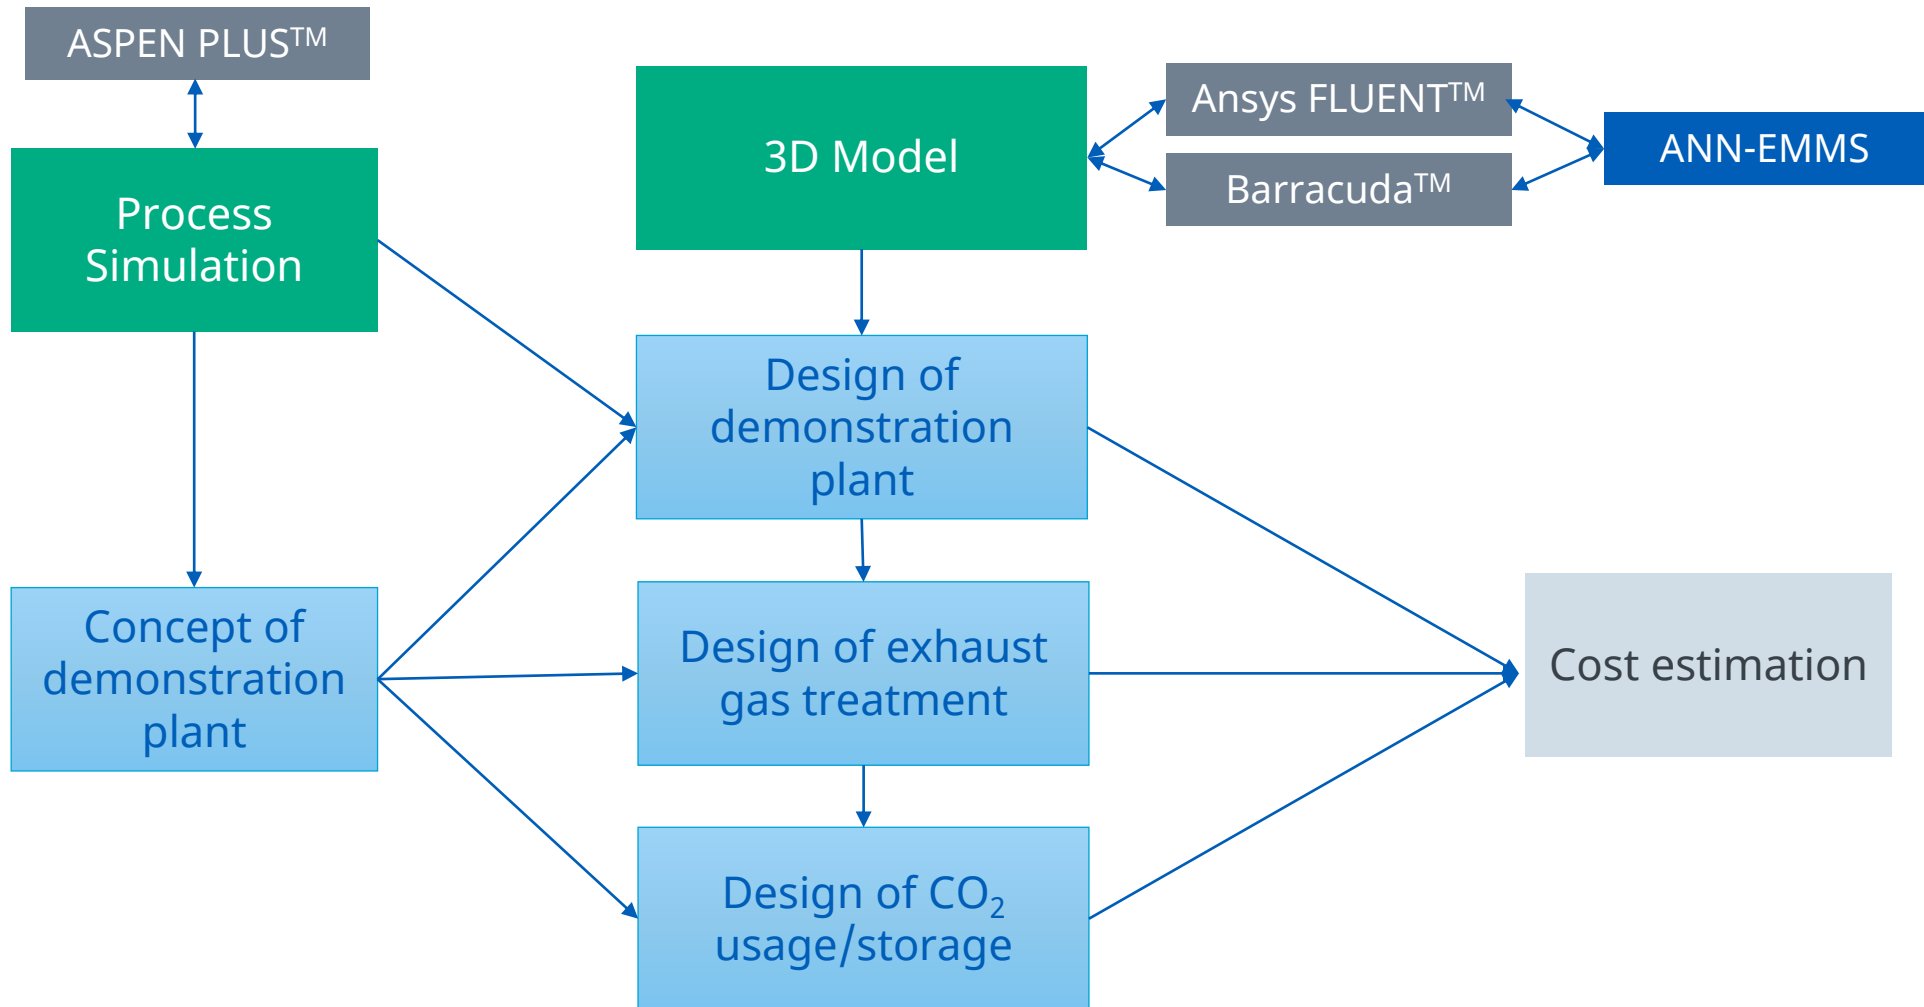 ASPEN PLUS™
Process
Simulation
Concept of
demonstration
plant
3D Model
Ansys FLUENT™
Barracuda™
ANN-EMMS
Design of
demonstration
plant
Design of exhaust
gas treatment
Design of CO₂
usage/storage
Cost estimation